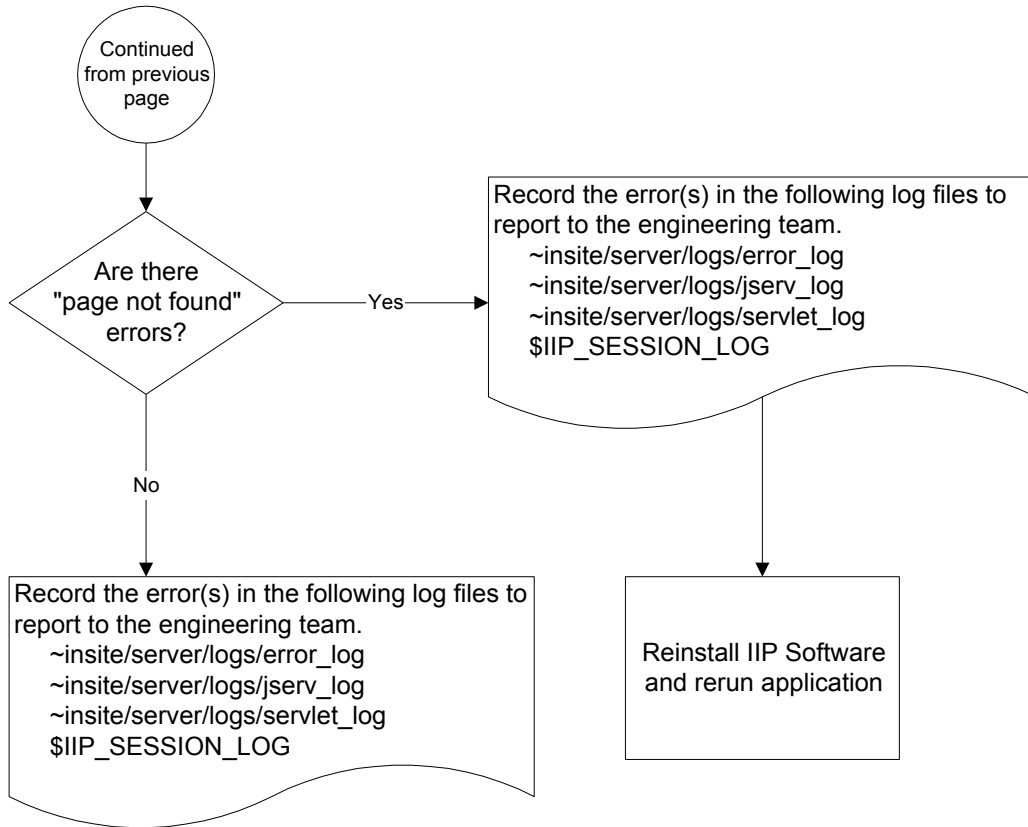 Continued
from previous
page
Are there
"page not found"
errors?
Yes
Record the error(s) in the following log files to
report to the engineering team.
~insite/server/logs/error_log
~insite/server/logs/jserv_log
~insite/server/logs/servlet_log
$IIP_SESSION_LOG
No
Record the error(s) in the following log files to
report to the engineering team.
~insite/server/logs/error_log
~insite/server/logs/jserv_log
~insite/server/logs/servlet_log
$IIP_SESSION_LOG
Reinstall IIP Software
and rerun application